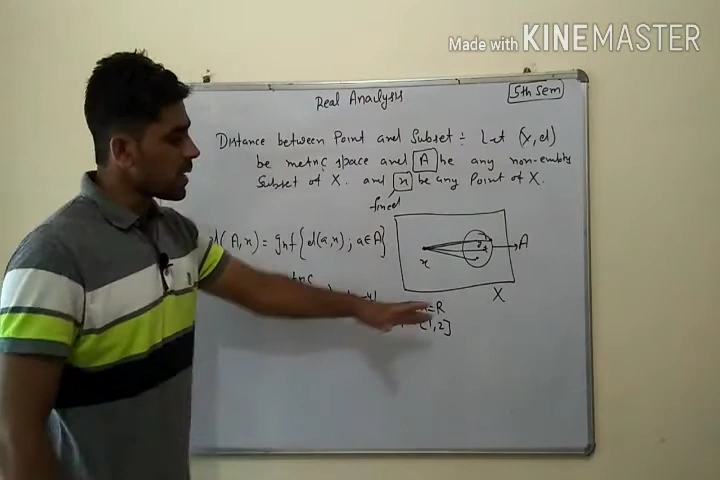 Made with KINEMASTER
Real Analysis
5th Sem
Distance between Point and Subset :- Let (X,d)
be metric space and A be any non-empty
Subset of X. and x be any Point of X.
fixed
(A,x) = Inf { d(a,x); a∈A}
x
A
X
=R
[1,2]